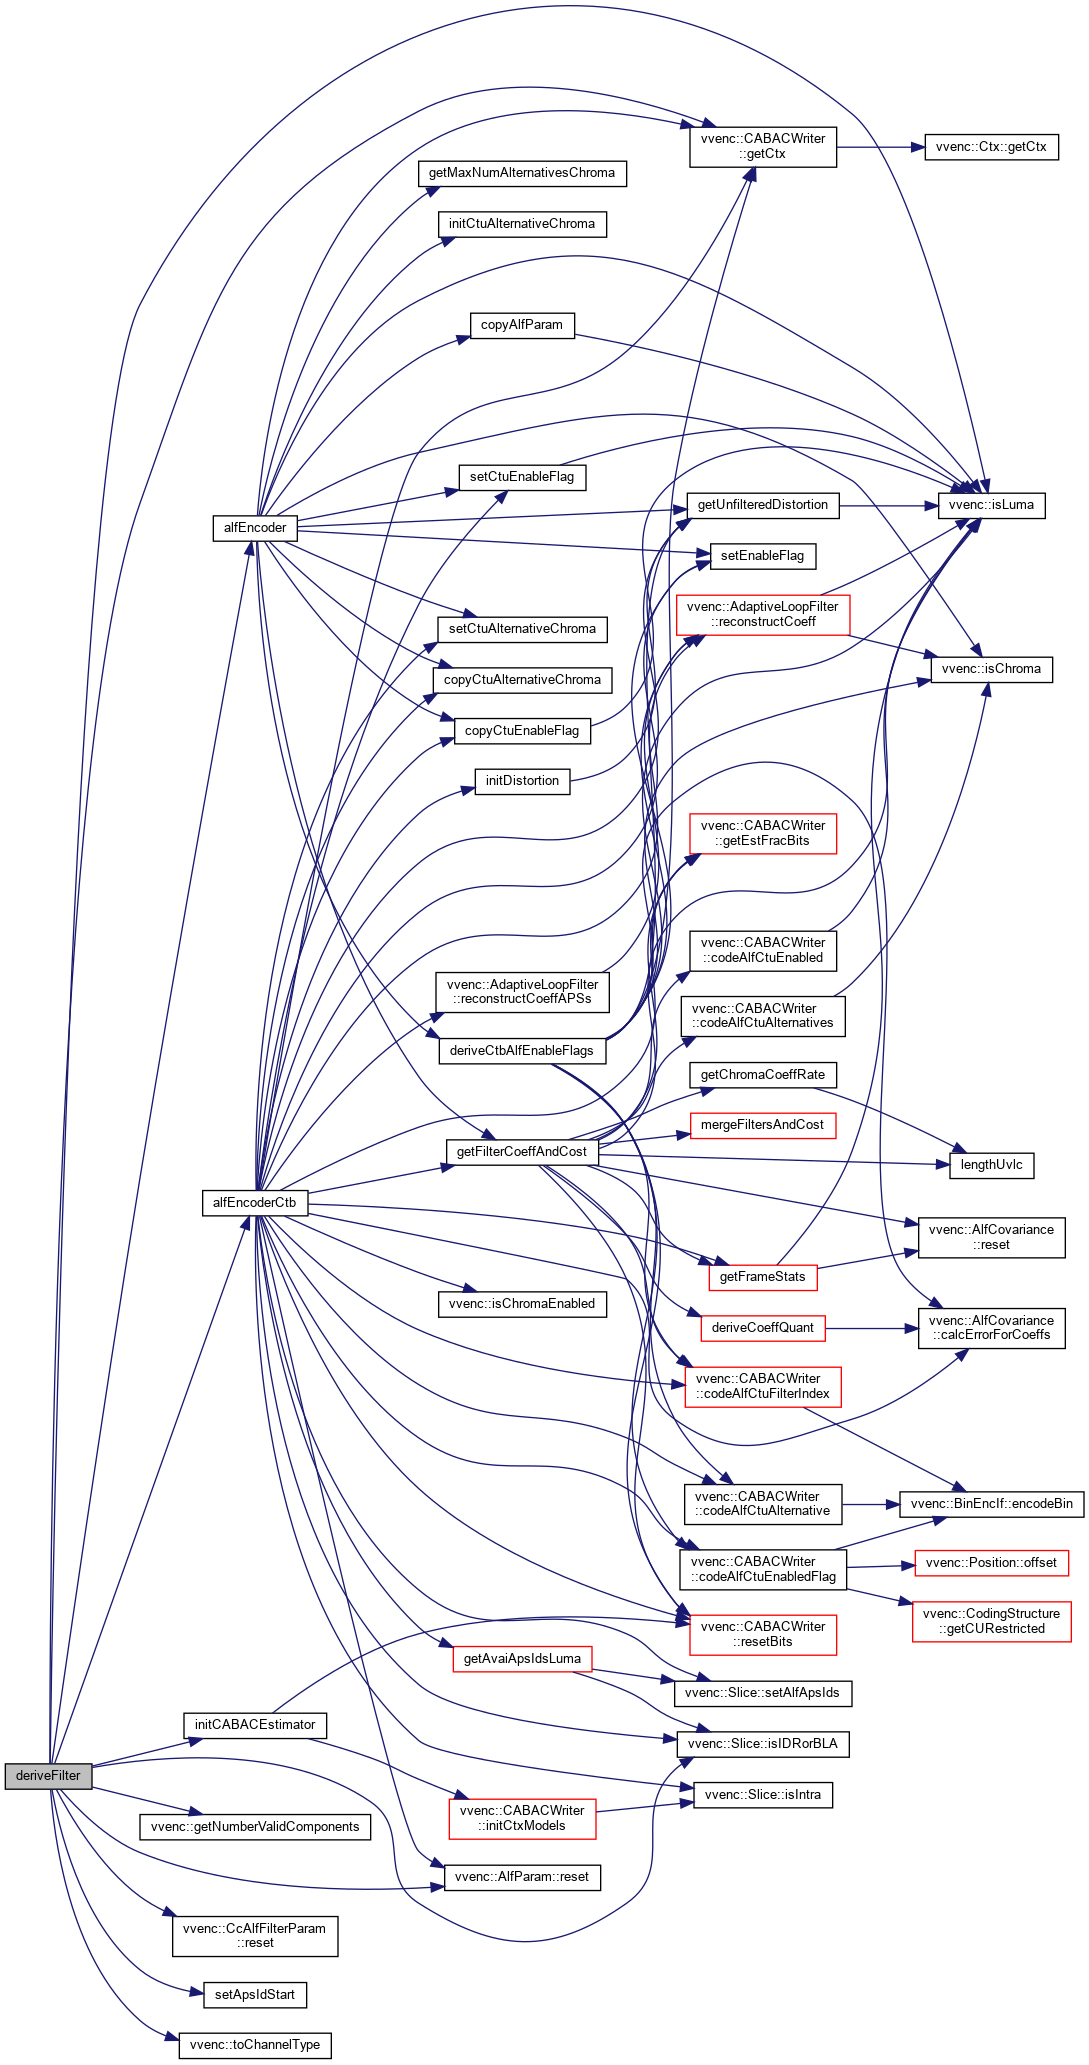 vvenc::CABACWriter
::getCtx
vvenc::Ctx::getCtx
getMaxNumAlternativesChroma
initCtuAlternativeChroma
copyAlfParam
setCtuEnableFlag
getUnfilteredDistortion
vvenc::isLuma
alfEncoder
setEnableFlag
vvenc::AdaptiveLoopFilter
::reconstructCoeff
setCtuAlternativeChroma
vvenc::isChroma
copyCtuAlternativeChroma
copyCtuEnableFlag
initDistortion
vvenc::CABACWriter
::getEstFracBits
vvenc::CABACWriter
::codeAlfCtuEnabled
vvenc::AdaptiveLoopFilter
::reconstructCoeffAPSs
vvenc::CABACWriter
::codeAlfCtuAlternatives
deriveCtbAlfEnableFlags
getChromaCoeffRate
mergeFiltersAndCost
getFilterCoeffAndCost
lengthUvlc
alfEncoderCtb
vvenc::AlfCovariance
::reset
getFrameStats
vvenc::isChromaEnabled
deriveCoeffQuant
vvenc::AlfCovariance
::calcErrorForCoeffs
vvenc::CABACWriter
::codeAlfCtuFilterIndex
vvenc::CABACWriter
::codeAlfCtuAlternative
vvenc::BinEncIf::encodeBin
vvenc::CABACWriter
::codeAlfCtuEnabledFlag
vvenc::Position::offset
vvenc::CodingStructure
::getCURestricted
vvenc::CABACWriter
::resetBits
getAvaiApsIdsLuma
vvenc::Slice::setAlfApsIds
initCABACEstimator
vvenc::Slice::isIDRorBLA
deriveFilter
vvenc::Slice::isIntra
vvenc::getNumberValidComponents
vvenc::CABACWriter
::initCtxModels
vvenc::AlfParam::reset
vvenc::CcAlfFilterParam
::reset
setApsIdStart
vvenc::toChannelType